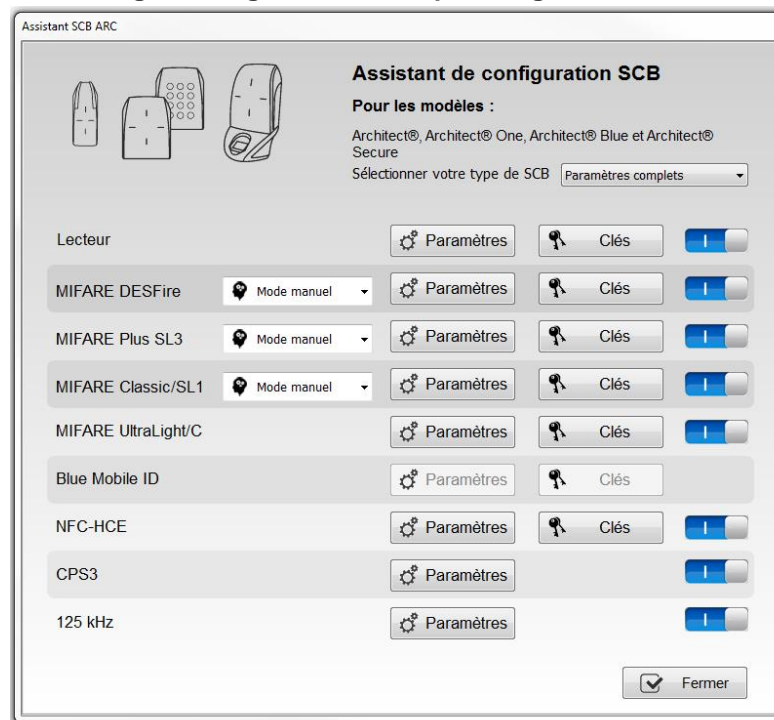 Assistant SCB ARC
Assistant de configuration SCB
Pour les modèles :
Architect®, Architect® One, Architect® Blue et Architect®
Secure
Sélectionner votre type de SCB Paramètres complets
Lecteur Paramètres Clés I
MIFARE DESFire Mode manuel Paramètres Clés I
MIFARE Plus SL3 Mode manuel Paramètres Clés I
MIFARE Classic/SL1 Mode manuel Paramètres Clés I
MIFARE UltraLight/C Paramètres Clés I
Blue Mobile ID Paramètres Clés
NFC-HCE Paramètres Clés I
CPS3 Paramètres I
125 kHz Paramètres I
Fermer